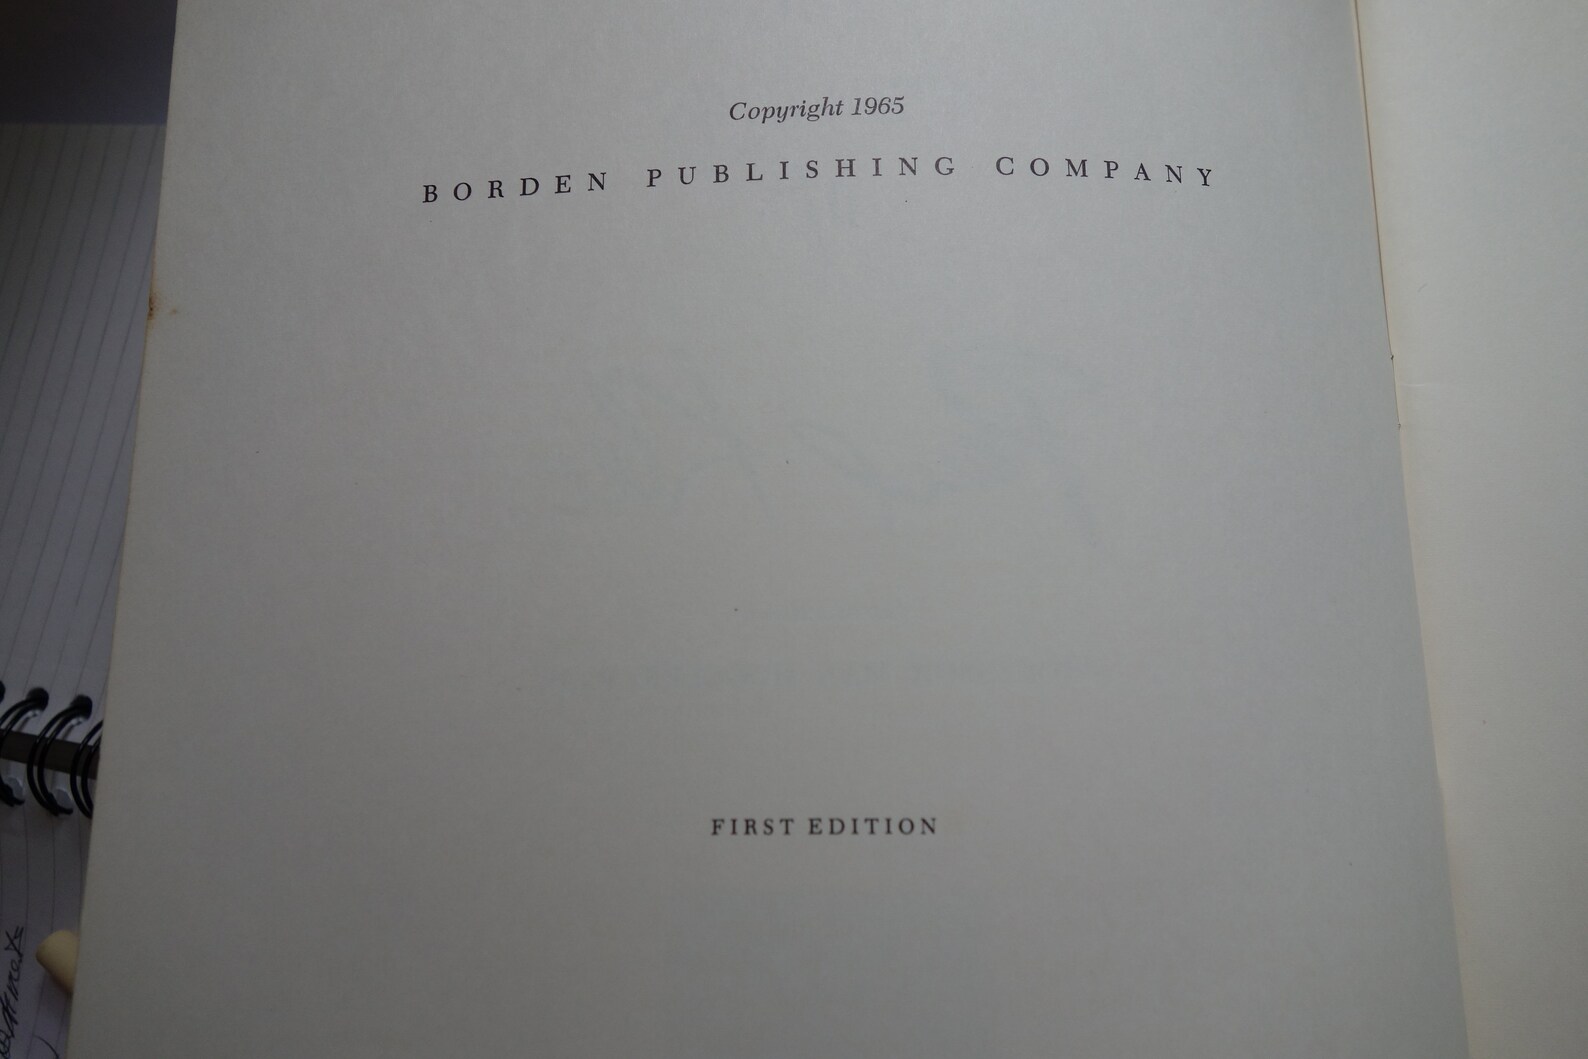 Copyright 1965
BORDEN PUBLISHING COMPANY
FIRST EDITION